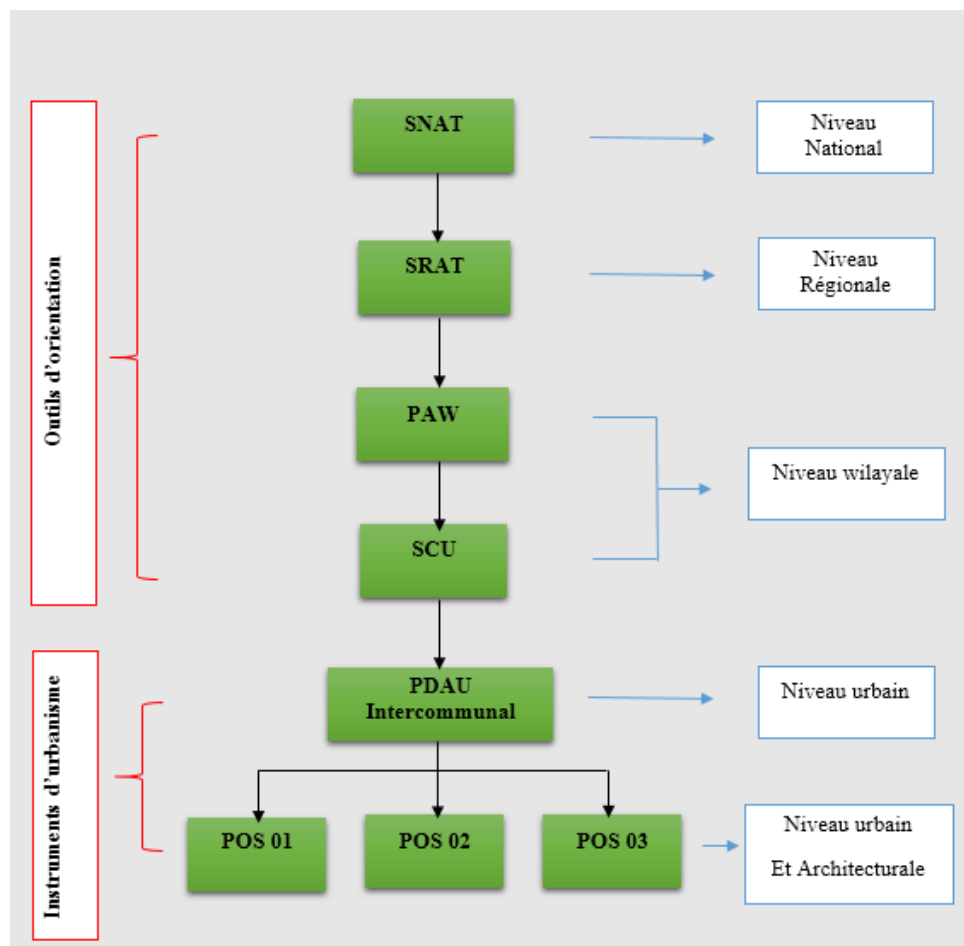 Outils d'orientation
SNAT
Niveau
National
SRAT
Niveau
Régionale
PAW
Niveau wilayale
SCU
Instruments d'urbanisme
PDAU
Intercommunal
Niveau urbain
POS 01
POS 02
POS 03
Niveau urbain
Et Architecturale